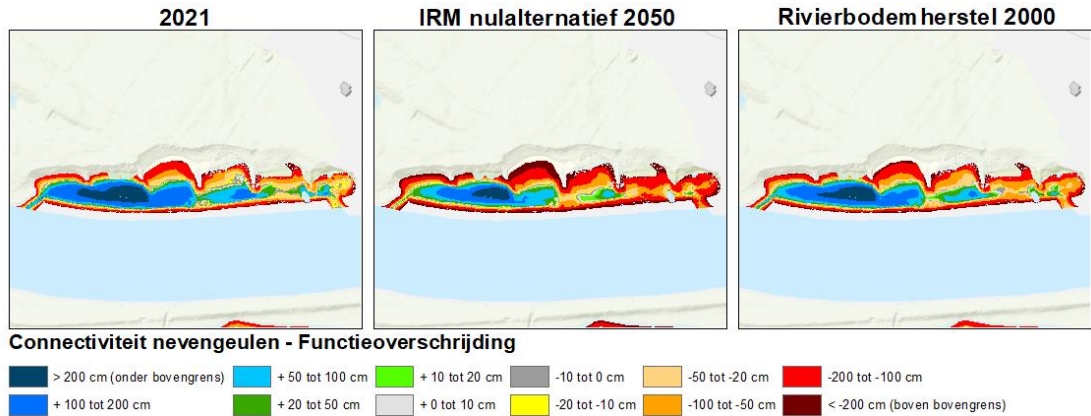 2021 IRM nulalternatief 2050 Rivierbodemherstel 2000
Connectiviteit nevengeulen - Functieoverschrijding
> 200 cm (onder bovengrens) + 50 tot 100 cm + 10 tot 20 cm -10 to 0 cm -50 tot -20 cm -200 tot -100 cm
+ 100 tot 200 cm + 20 tot 50 cm + 0 tot 10 cm -20 tot -10 cm -100 tot -50 cm < -200 cm (boven bovengrens)